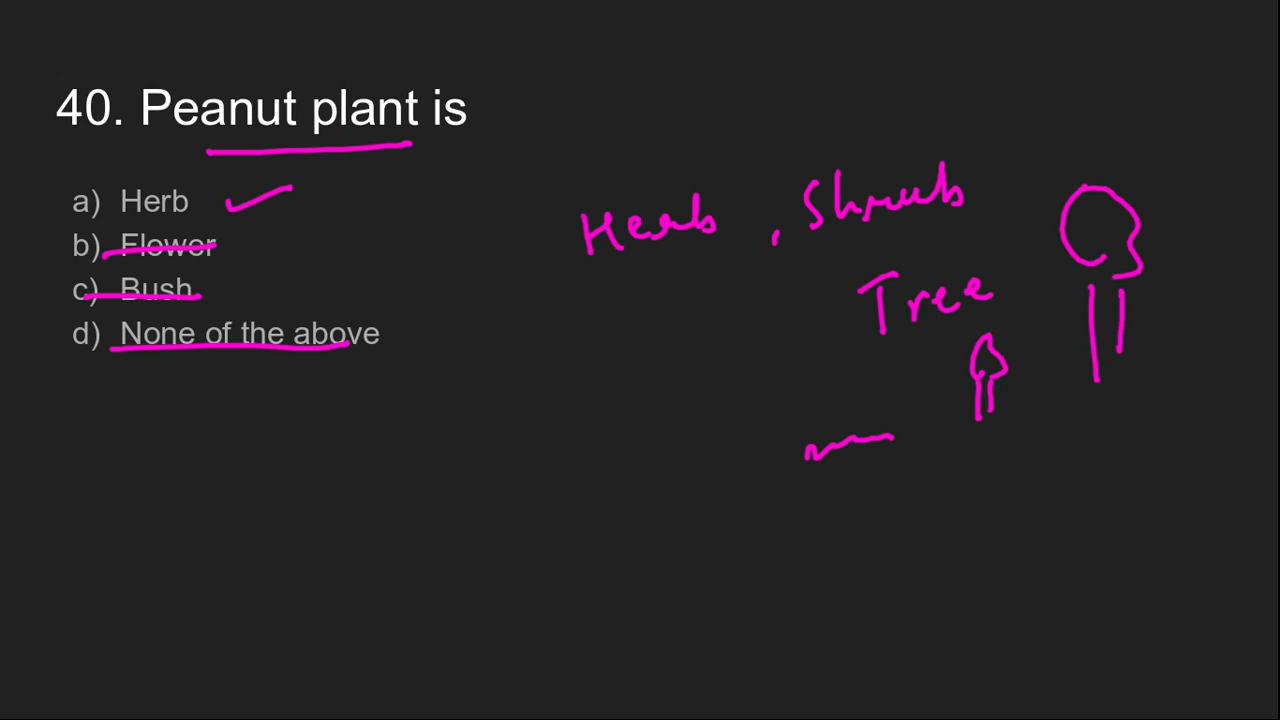 40. Peanut plant is
a) Herb
b) Flower
c) Bush
d) None of the above
Herb , Shrub
Tree